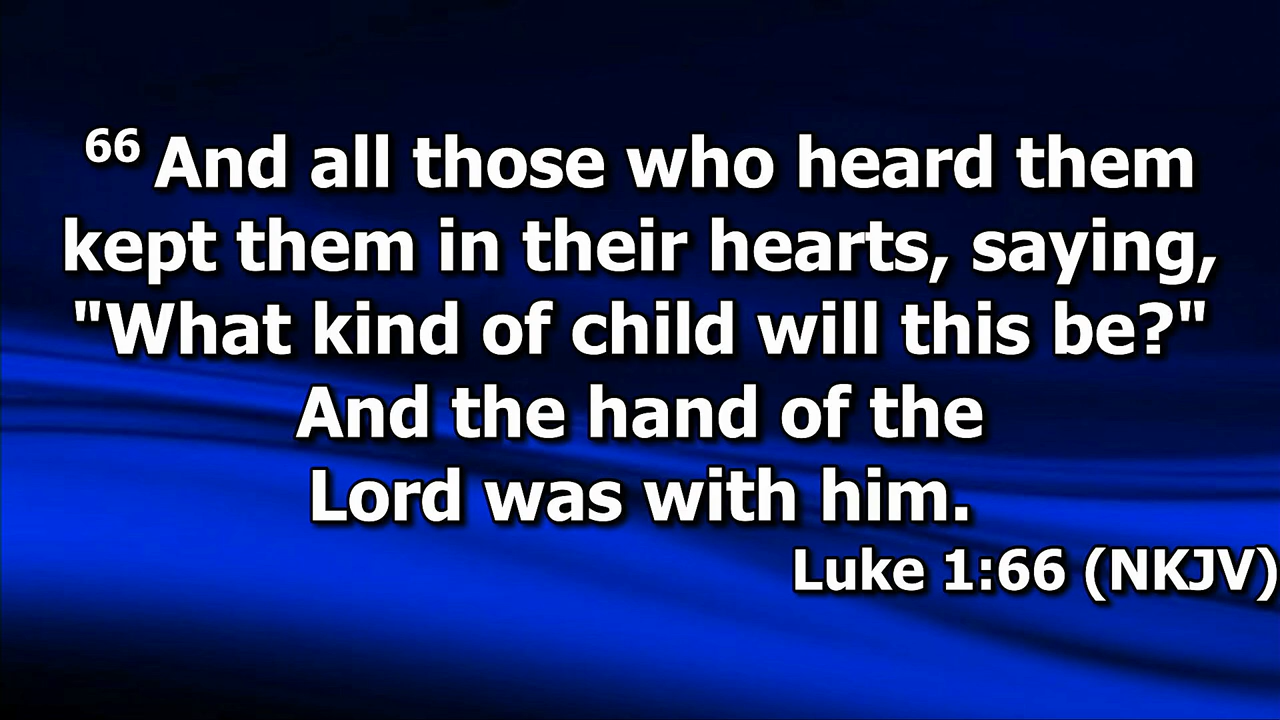 66 And all those who heard them
kept them in their hearts, saying,
"What kind of child will this be?"
And the hand of the
Lord was with him.
Luke 1:66 (NKJV)